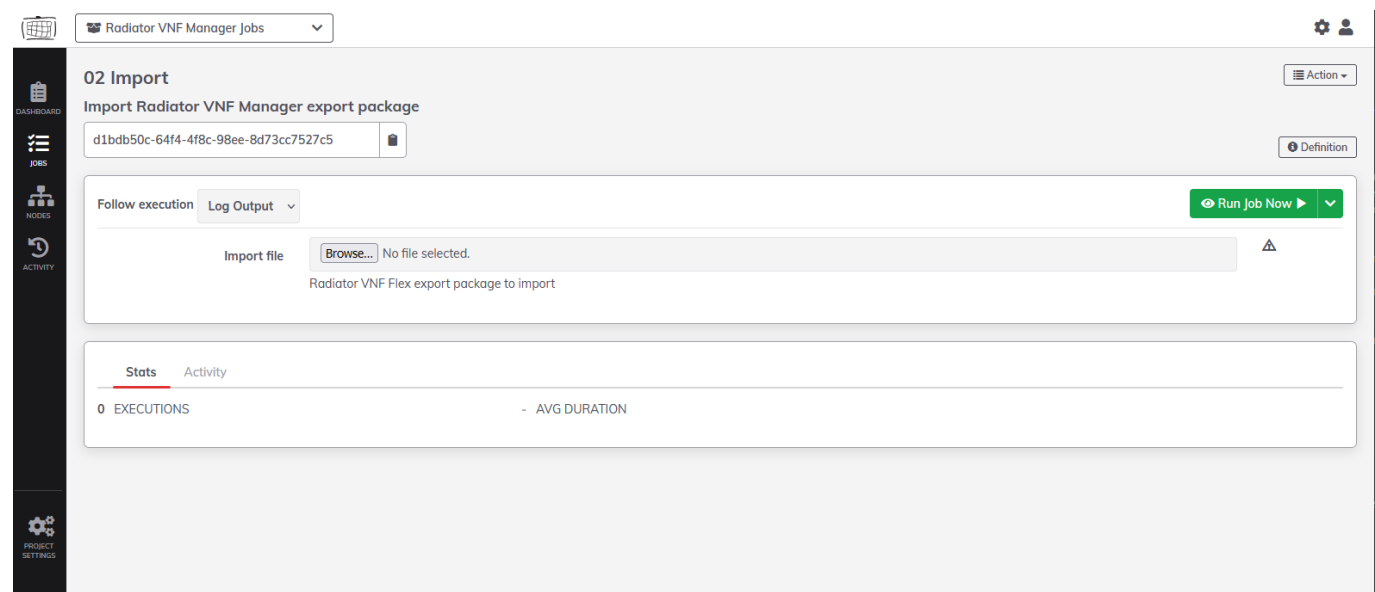 Radiator VNF Manager Jobs
DASHBOARD
JOBS
NODES
ACTIVITY
PROJECT
SETTINGS
02 Import
Action
Import Radiator VNF Manager export package
d1bdb50c-64f4-4f8c-98ee-8d73cc7527c5
Definition
Follow execution Log Output
Run Job Now
Import file Browse... No file selected.
Radiator VNF Flex export package to import
Stats Activity
0 EXECUTIONS - AVG DURATION